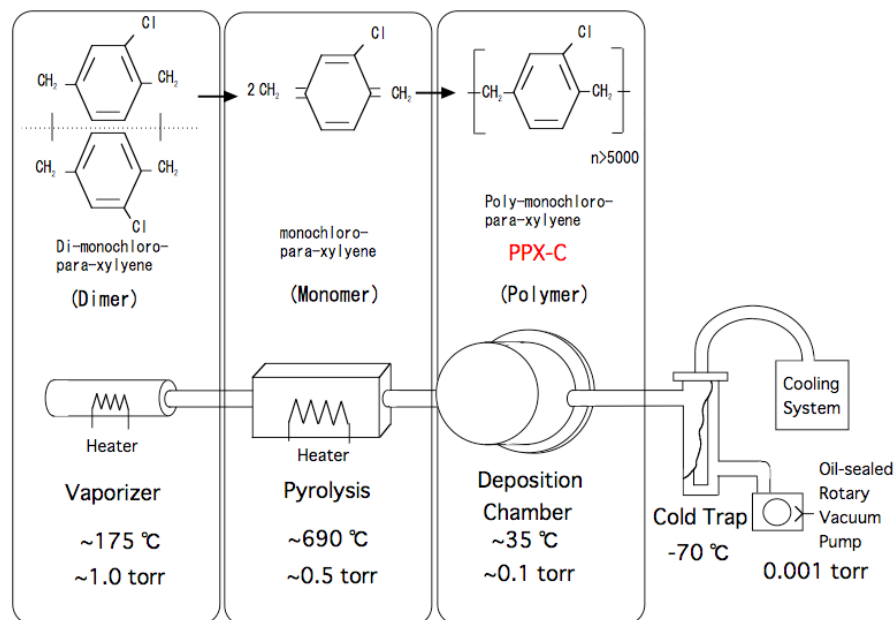 Cl
CH₂
CH₂
CH₂
CH₂
Cl
Di-monochloro-
para-xylyene
(Dimer)
Cl
2 CH₂
CH₂
monochloro-
para-xylyene
(Monomer)
Cl
CH₂
CH₂
n>5000
Poly-monochloro-
para-xylyene
PPX-C
(Polymer)
Heater
Vaporizer
~175 ℃
~1.0 torr
Heater
Pyrolysis
~690 ℃
~0.5 torr
Deposition
Chamber
~35 ℃
~0.1 torr
Cooling
System
Cold Trap
-70 ℃
Oil-sealed
Rotary
Vacuum
Pump
0.001 torr